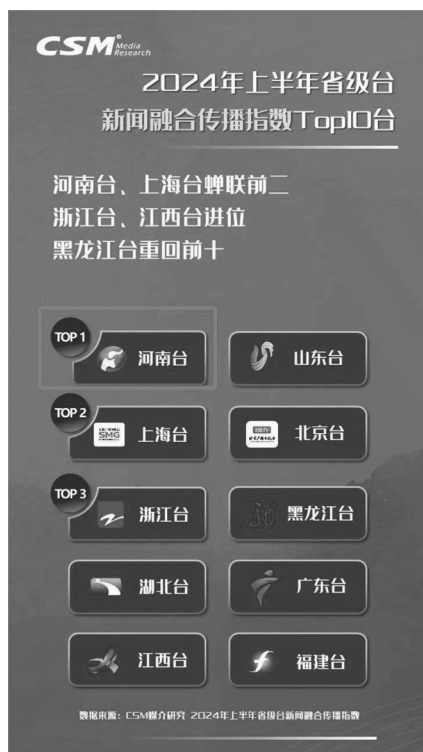 CSM Media Research
2024年上半年省级台
新闻融合传播指数Top10台
河南台、上海台蝉联前二
浙江台、江西台进位
黑龙江台重回前十
TOP 1
河南台
山东台
TOP 2
SMG
上海台
北京台
TOP 3
浙江台
黑龙江台
湖北台
广东台
江西台
福建台
数据来源：CSM媒介研究 2024年上半年省级台新闻融合传播指数